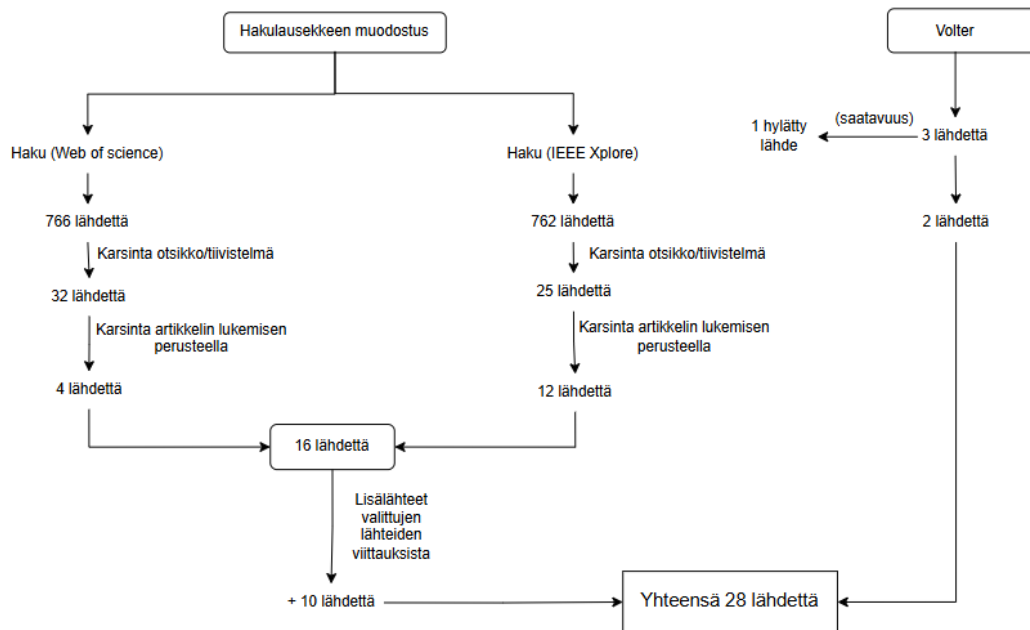 Hakulausekkeen muodostus
Volter
Haku (Web of science)
Haku (IEEE Xplore)
1 hylätty
lähde
(saatavuus)
3 lähdettä
766 lähdettä
762 lähdettä
2 lähdettä
Karsinta otsikko/tiivistelmä
Karsinta otsikko/tiivistelmä
32 lähdettä
25 lähdettä
Karsinta artikkelin lukemisen
perusteella
Karsinta artikkelin lukemisen
perusteella
4 lähdettä
12 lähdettä
16 lähdettä
Lisälähteet
valittujen
lähteiden
viittauksista
+ 10 lähdettä
Yhteensä 28 lähdettä